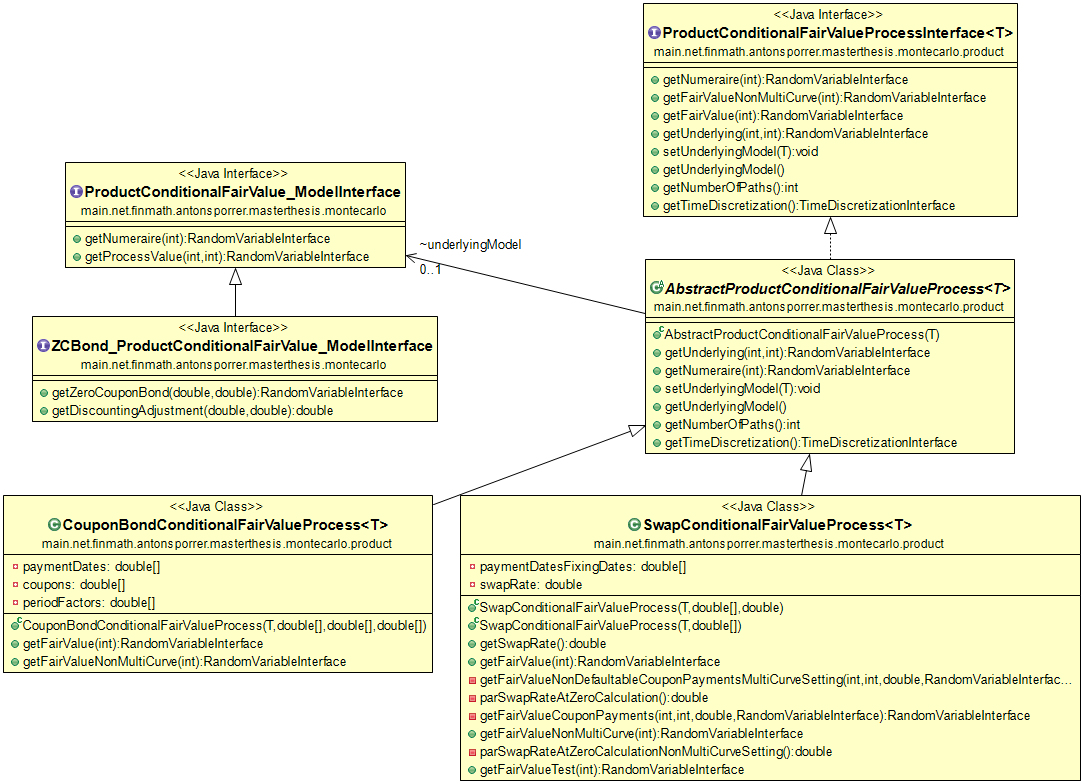 <<Java Interface>>
ProductConditionalFairValueProcessInterface<T>
main.net.finmath.antonsporrer.masterthesis.montecarlo.product
getNumeraire(int):RandomVariableInterface
getFairValueNonMultiCurve(int):RandomVariableInterface
getFairValue(int):RandomVariableInterface
getUnderlying(int,int):RandomVariableInterface
setUnderlyingModel(T):void
getUnderlyingModel()
getNumberOfPaths():int
getTimeDiscretization():TimeDiscretizationInterface
<<Java Interface>>
ProductConditionalFairValue_ModelInterface
main.net.finmath.antonsporrer.masterthesis.montecarlo
getNumeraire(int):RandomVariableInterface
getProcessValue(int,int):RandomVariableInterface
~underlyingModel
0..1
<<Java Class>>
AbstractProductConditionalFairValueProcess<T>
main.net.finmath.antonsporrer.masterthesis.montecarlo.product
AbstractProductConditionalFairValueProcess(T)
getUnderlying(int,int):RandomVariableInterface
getNumeraire(int):RandomVariableInterface
setUnderlyingModel(T):void
getUnderlyingModel()
getNumberOfPaths():int
getTimeDiscretization():TimeDiscretizationInterface
<<Java Interface>>
ZCBond_ProductConditionalFairValue_ModelInterface
main.net.finmath.antonsporrer.masterthesis.montecarlo
getZeroCouponBond(double,double):RandomVariableInterface
getDiscountingAdjustment(double,double):double
<<Java Class>>
CouponBondConditionalFairValueProcess<T>
main.net.finmath.antonsporrer.masterthesis.montecarlo.product
paymentDates: double[]
coupons: double[]
periodFactors: double[]
CouponBondConditionalFairValueProcess(T,double[],double[],double[])
getFairValue(int):RandomVariableInterface
getFairValueNonMultiCurve(int):RandomVariableInterface
<<Java Class>>
SwapConditionalFairValueProcess<T>
main.net.finmath.antonsporrer.masterthesis.montecarlo.product
paymentDatesFixingDates: double[]
swapRate: double
SwapConditionalFairValueProcess(T,double[],double)
SwapConditionalFairValueProcess(T,double[])
getSwapRate():double
getFairValue(int):RandomVariableInterface
getFairValueNonDefaultableCouponPaymentsMultiCurveSetting(int,int,double,RandomVariableInterfac...
parSwapRateAtZeroCalculation():double
getFairValueCouponPayments(int,int,double,RandomVariableInterface):RandomVariableInterface
getFairValueNonMultiCurve(int):RandomVariableInterface
parSwapRateAtZeroCalculationNonMultiCurveSetting():double
getFairValueTest(int):RandomVariableInterface